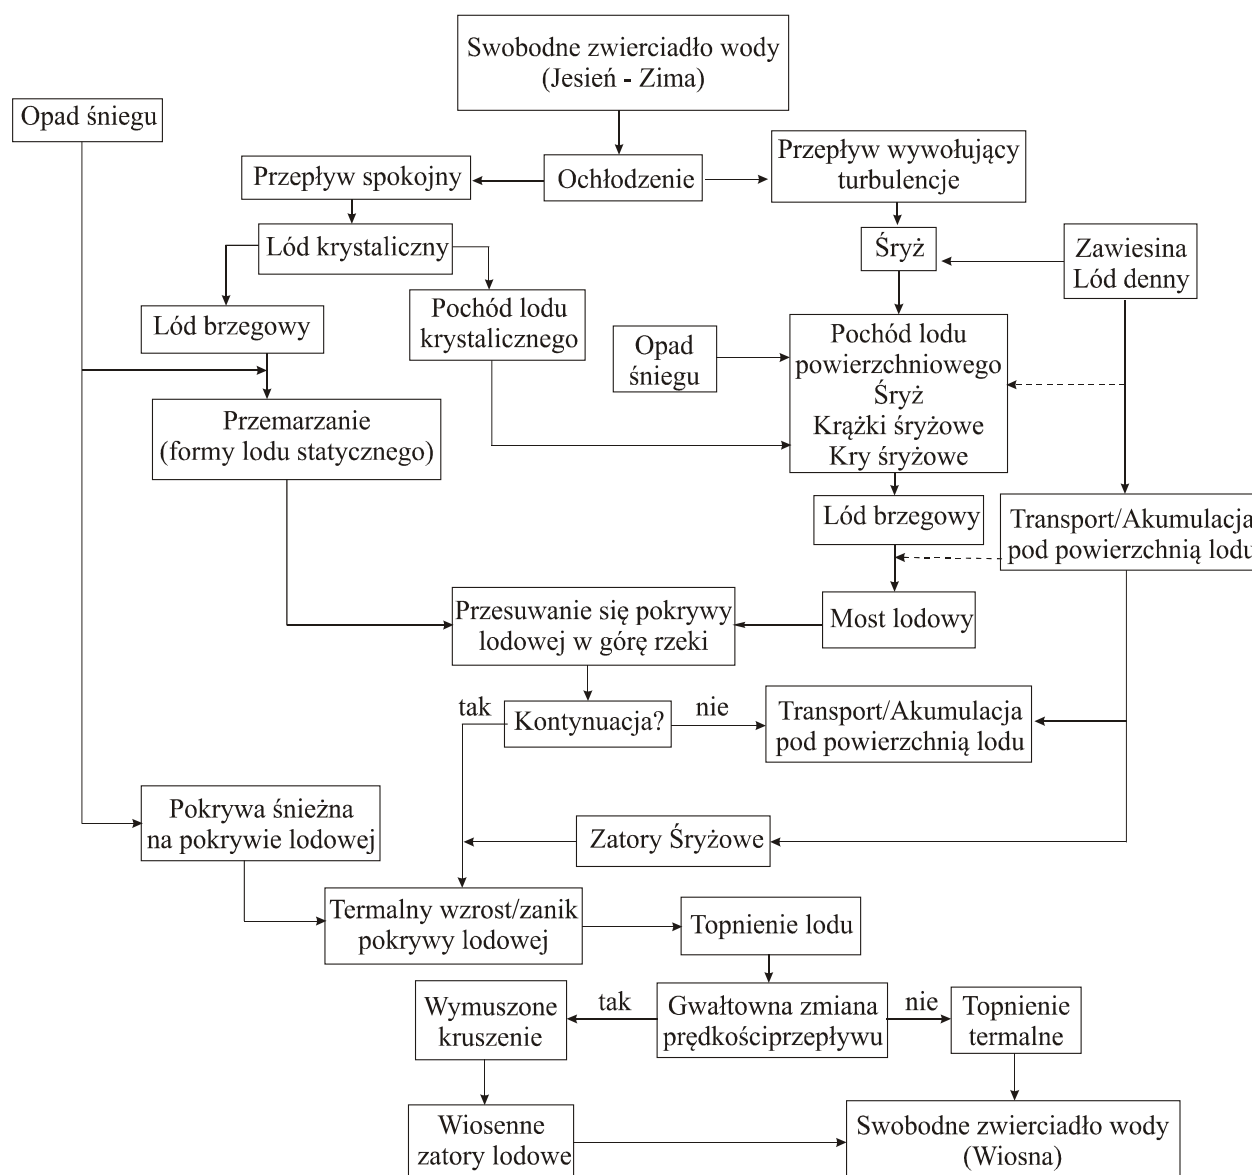 Swobodne zwierciadło wody
(Jesień - Zima)
Opad śniegu
Przepływ spokojny
Ochłodzenie
Przepływ wywołujący
turbulencje
Lód krystaliczny
Śryż
Zawiesina
Lód denny
Lód brzegowy
Pochód lodu
krystalicznego
Opad
śniegu
Pochód lodu
powierzchniowego
Śryż
Krążki śryżowe
Kry śryżowe
Przemarzanie
(formy lodu statycznego)
Lód brzegowy
Transport/Akumulacja
pod powierzchnią lodu
Przesuwanie się pokrywy
lodowej w górę rzeki
Most lodowy
tak
Kontynuacja?
nie
Transport/Akumulacja
pod powierzchnią lodu
Pokrywa śnieżna
na pokrywie lodowej
Zatory Śryżowe
Termalny wzrost/zanik
pokrywy lodowej
Topnienie lodu
Wymuszone
kruszenie
tak
Gwałtowna zmiana
prędkościprzepływu
nie
Topnienie
termalne
Wiosenne
zatory lodowe
Swobodne zwierciadło wody
(Wiosna)